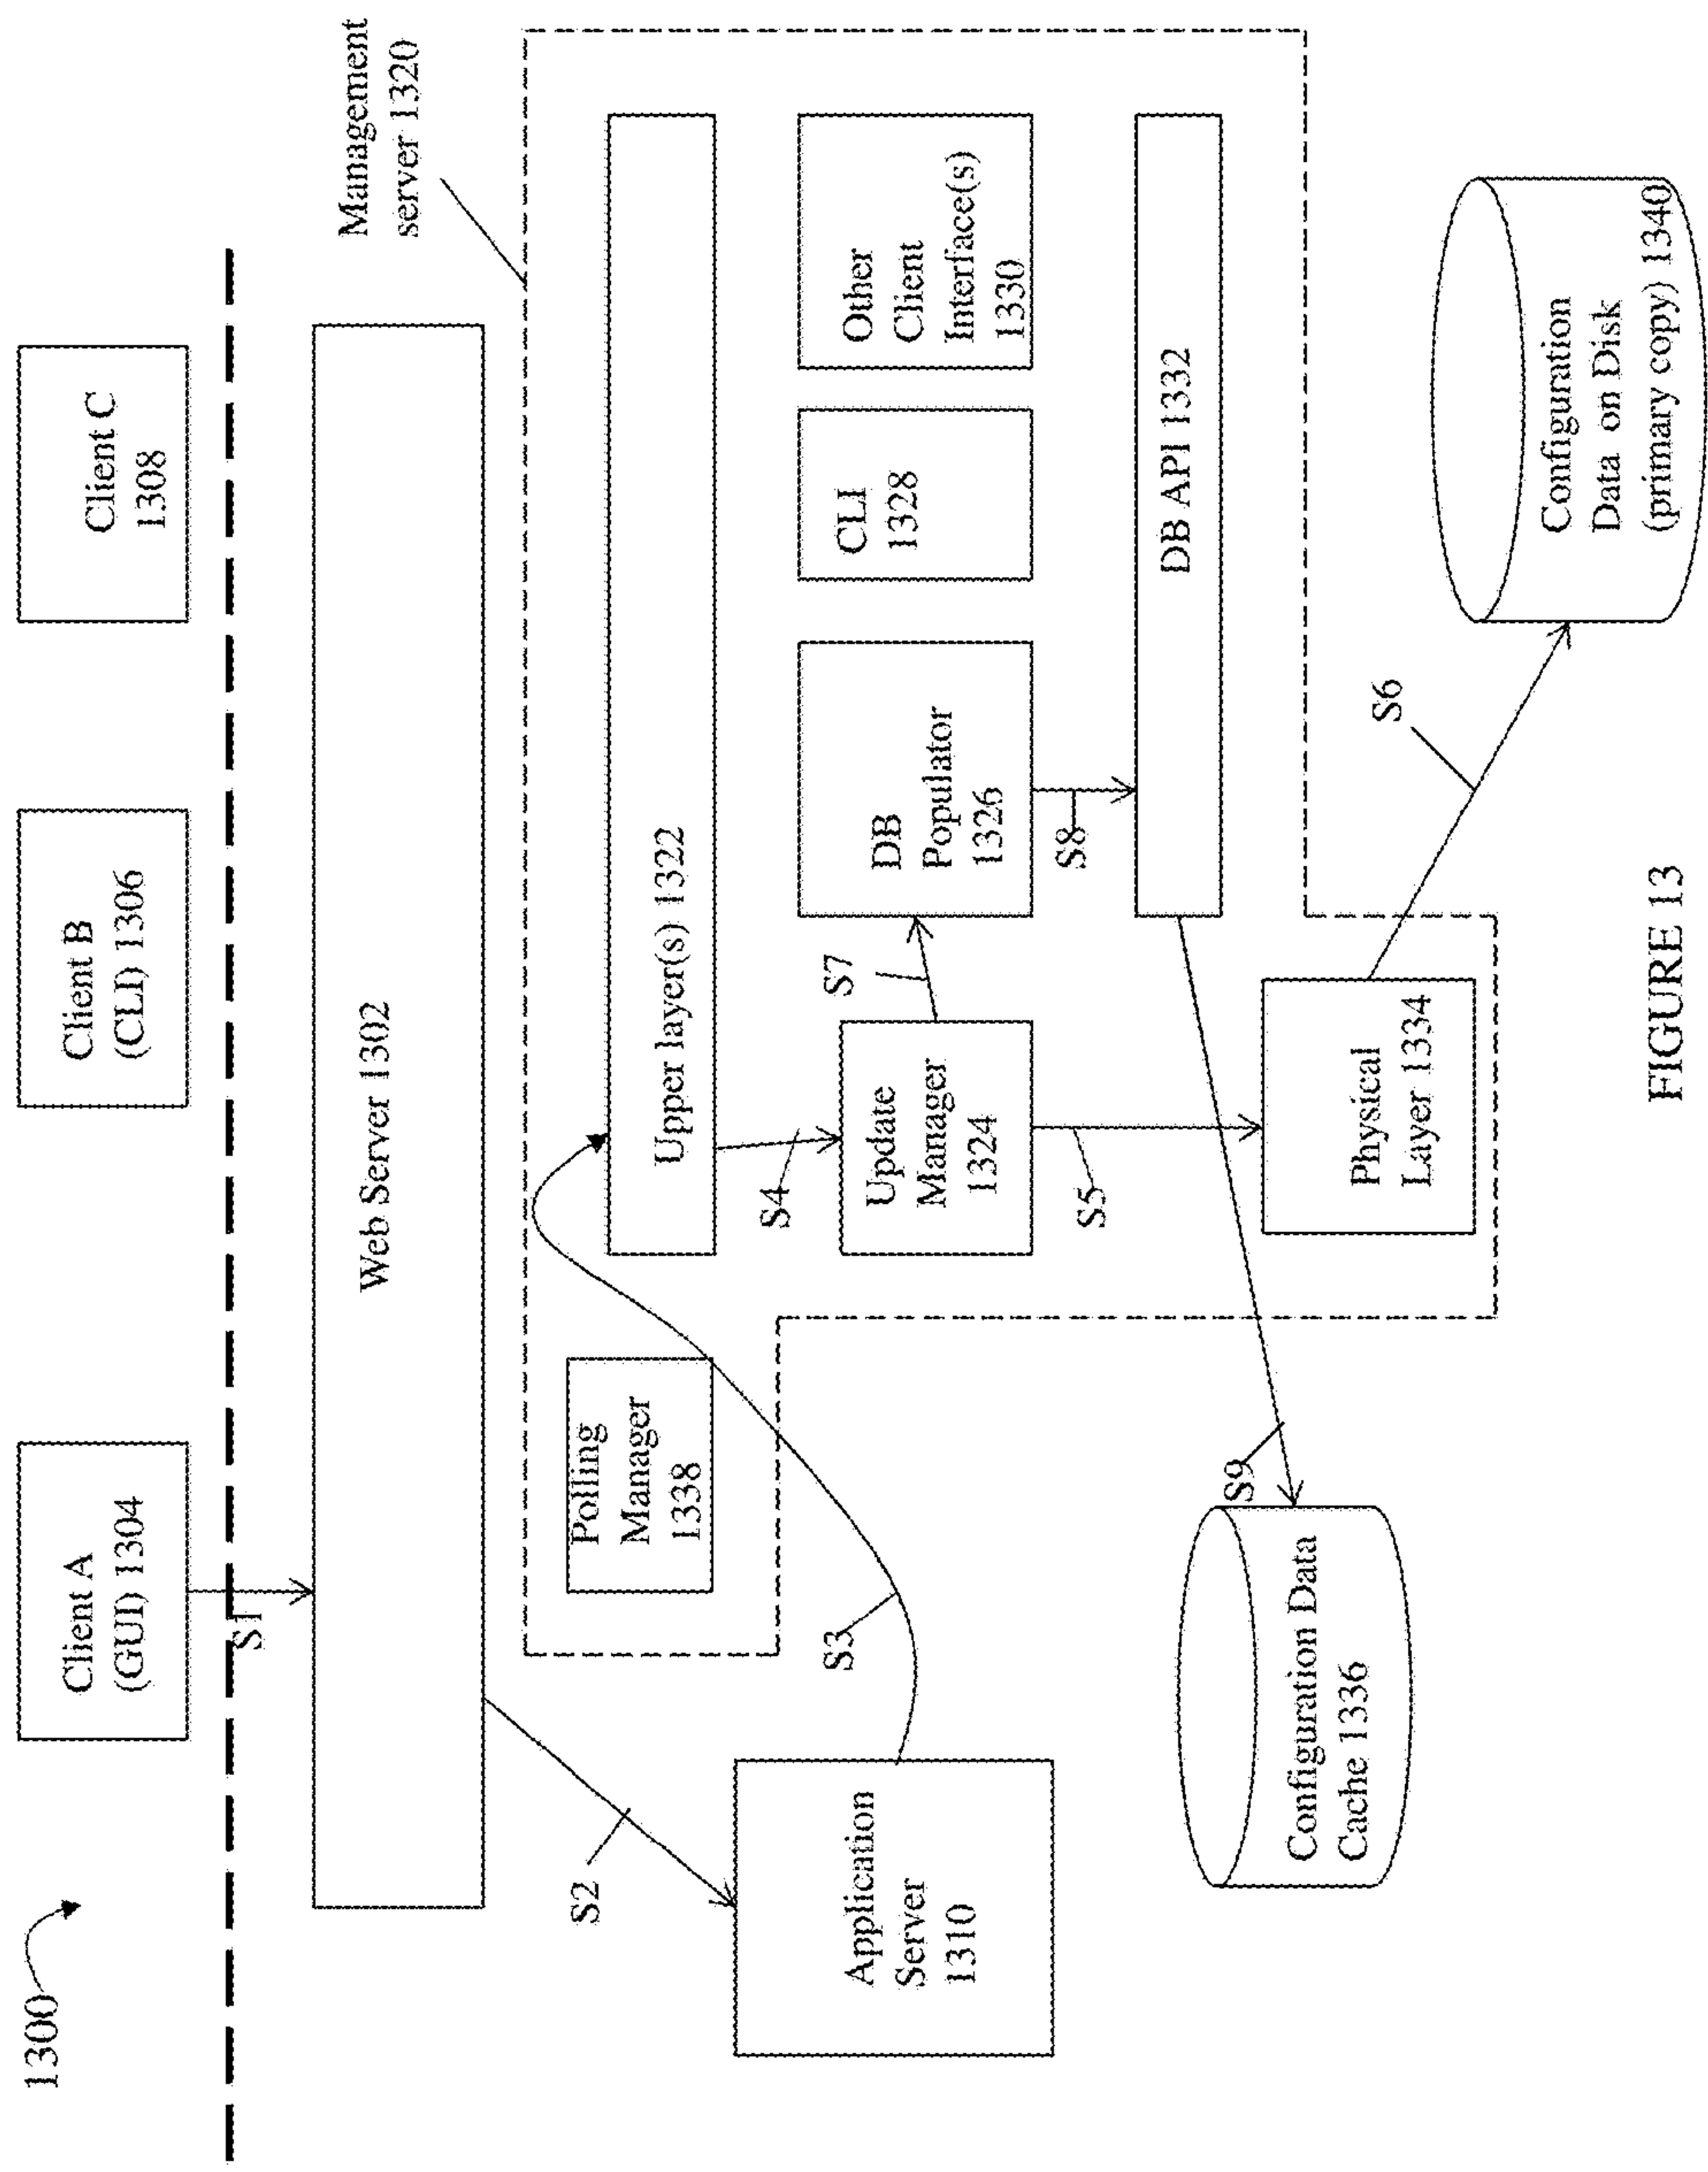 1300
Client A
(GUI) 1304
Client B
(CLI) 1306
Client C
1308
S1
Web Server 1302
Management
server 1320
S2
Polling
Manager
1338
Upper layer(s) 1322
S3
S4
Application
Server
1310
Update
Manager
1324
S7
DB
Populator
1326
CLI
1328
Other
Client
Interface(s)
1330
S5
S8
DB API 1332
S9
Configuration Data
Cache 1336
Physical
Layer 1334
S6
Configuration
Data on Disk
(primary copy) 1340
FIGURE 13